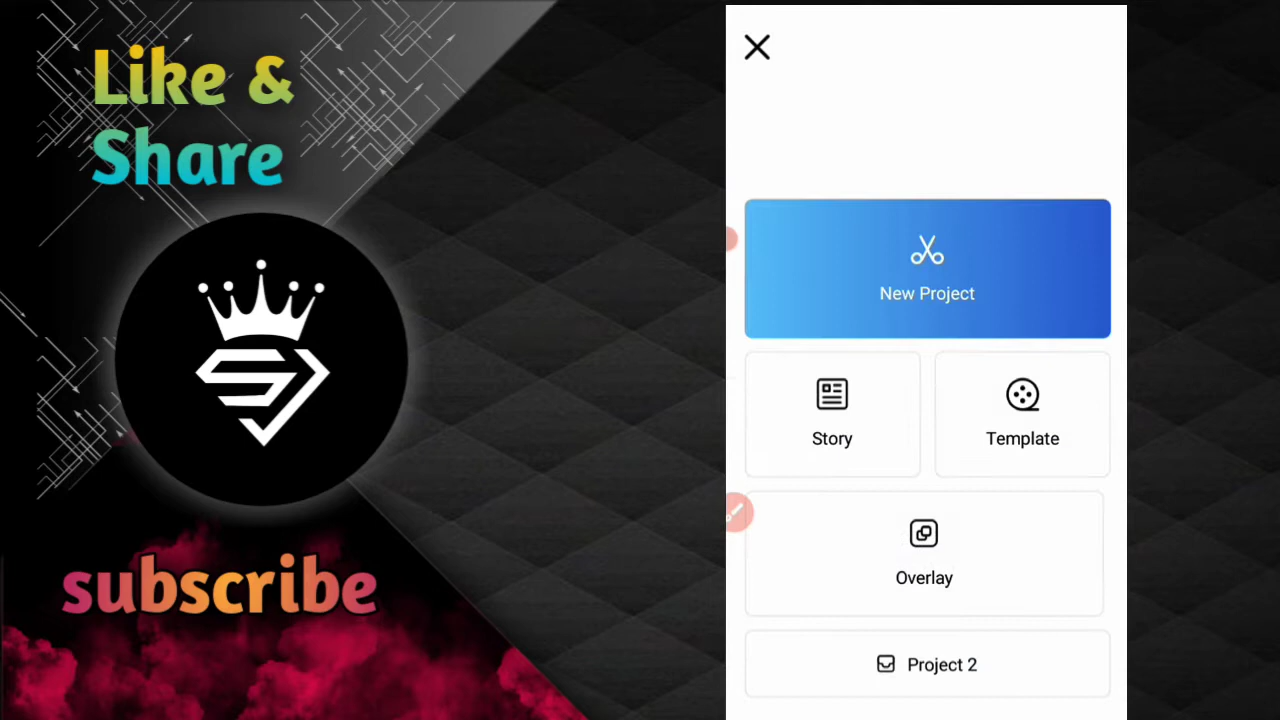 Like &
Share
subscribe
New Project
Story
Template
Overlay
Project 2